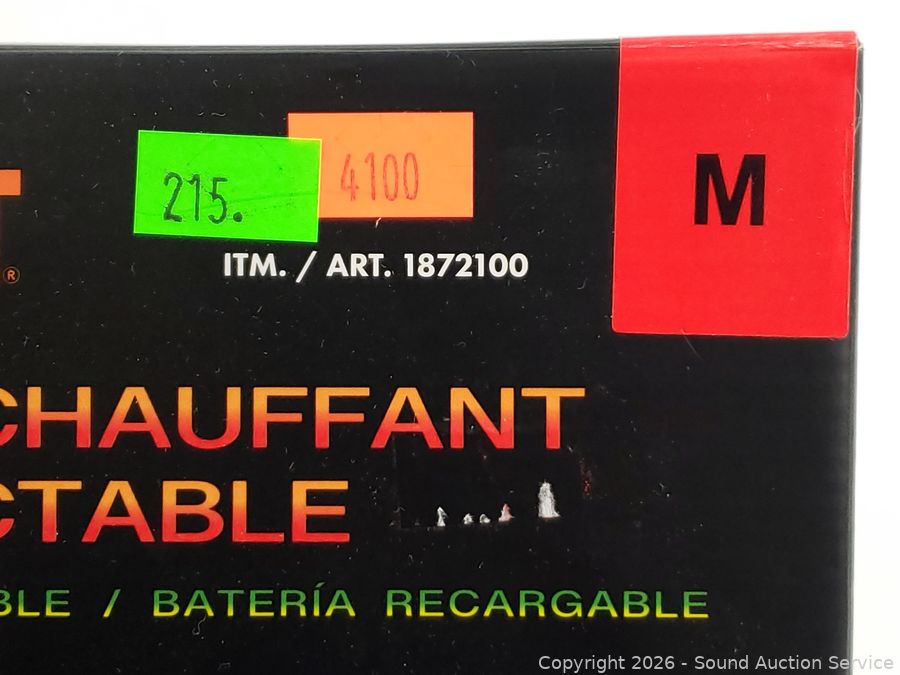 M
215.
4100
T®
ITM. / ART. 1872100
CHAUFFANT
CTABLE
BLE / BATERÍA RECARGABLE
Copyright 2026 - Sound Auction Service